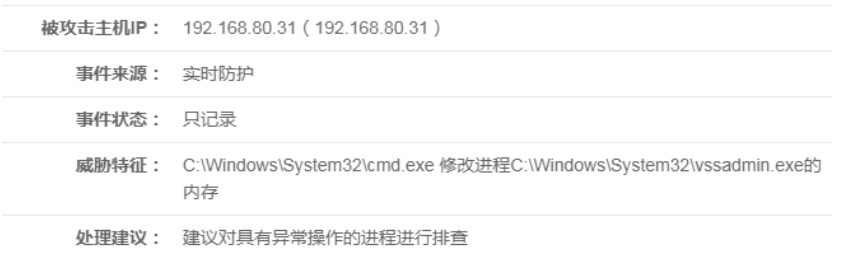 被攻击主机IP： 192.168.80.31（192.168.80.31）
事件来源： 实时防护
事件状态： 只记录
威胁特征： C:\Windows\System32\cmd.exe 修改进程C:\Windows\System32\vssadmin.exe的
内存
处理建议： 建议对具有异常操作的进程进行排查